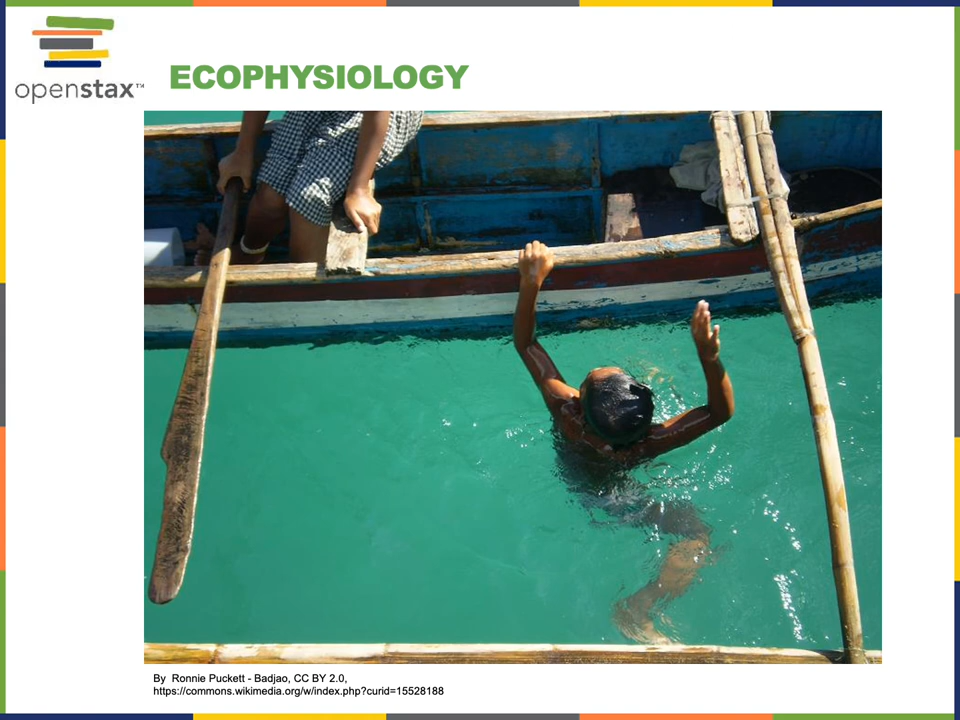 openstax™
ECOPHYSIOLOGY
By Ronnie Puckett - Badjao, CC BY 2.0,
https://commons.wikimedia.org/w/index.php?curid=15528188